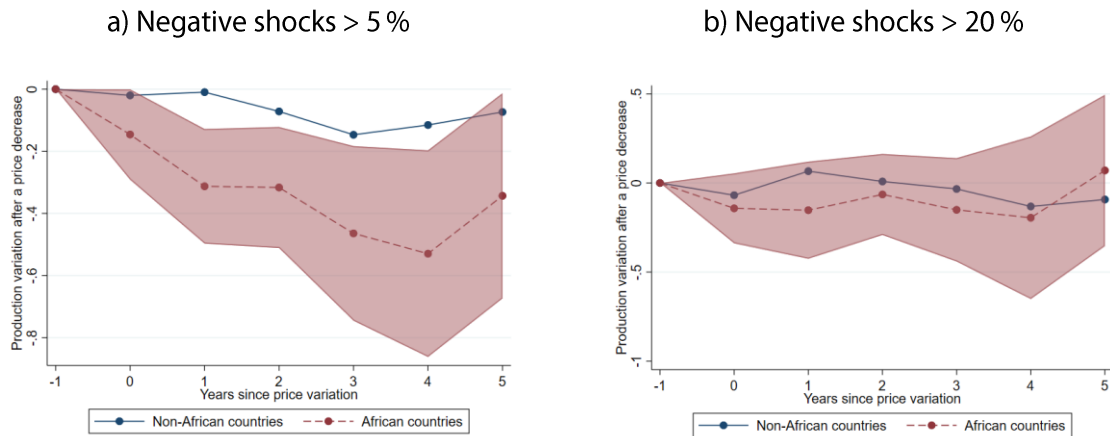 a) Negative shocks > 5 %
Production variation after a price decrease
0
-.2
-.4
-.6
-.8
-1
0
1
2
3
4
5
Years since price variation
Non-African countries
African countries
b) Negative shocks > 20 %
Production variation after a price decrease
.5
0
-.5
-1
-1
0
1
2
3
4
5
Years since price variation
Non-African countries
African countries